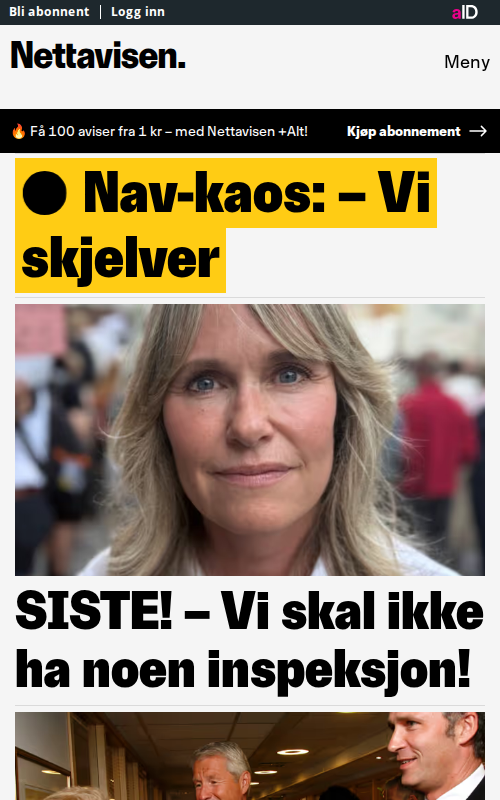 Bli abonnent
Logg inn
aID
Nettavisen.
Meny
🔥 Få 100 aviser fra 1 kr – med Nettavisen +Alt!
Kjøp abonnement →
● Nav-kaos: – Vi
skjelver
SISTE! – Vi skal ikke
ha noen inspeksjon!